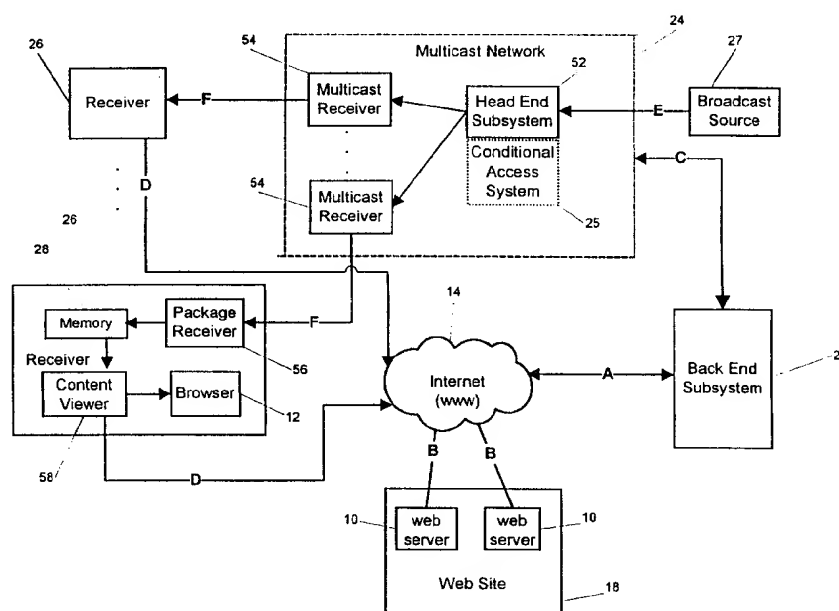 24
54
Multicast Network
52
27
26
Receiver
F
Multicast
Receiver
Head End
Subsystem
E
Broadcast
Source
Conditional
Access
System
C
D
54
Multicast
Receiver
25
26
28
14
Memory
Package
Receiver
F
Receiver
56
Content
Viewer
Browser
12
Internet
(www)
A
Back End
Subsystem
2
58
D
B
B
10
web
server
web
server
10
Web Site
18